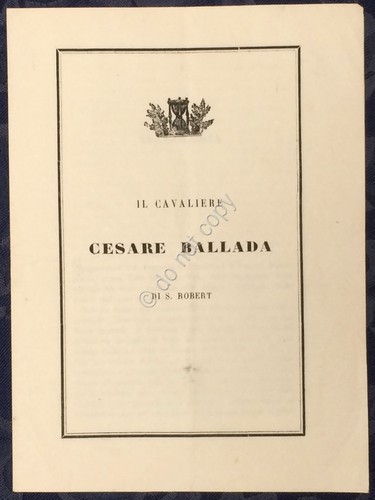 IL CAVALIERE
CESARE BALLADA
DI S. ROBERT
© do not copy